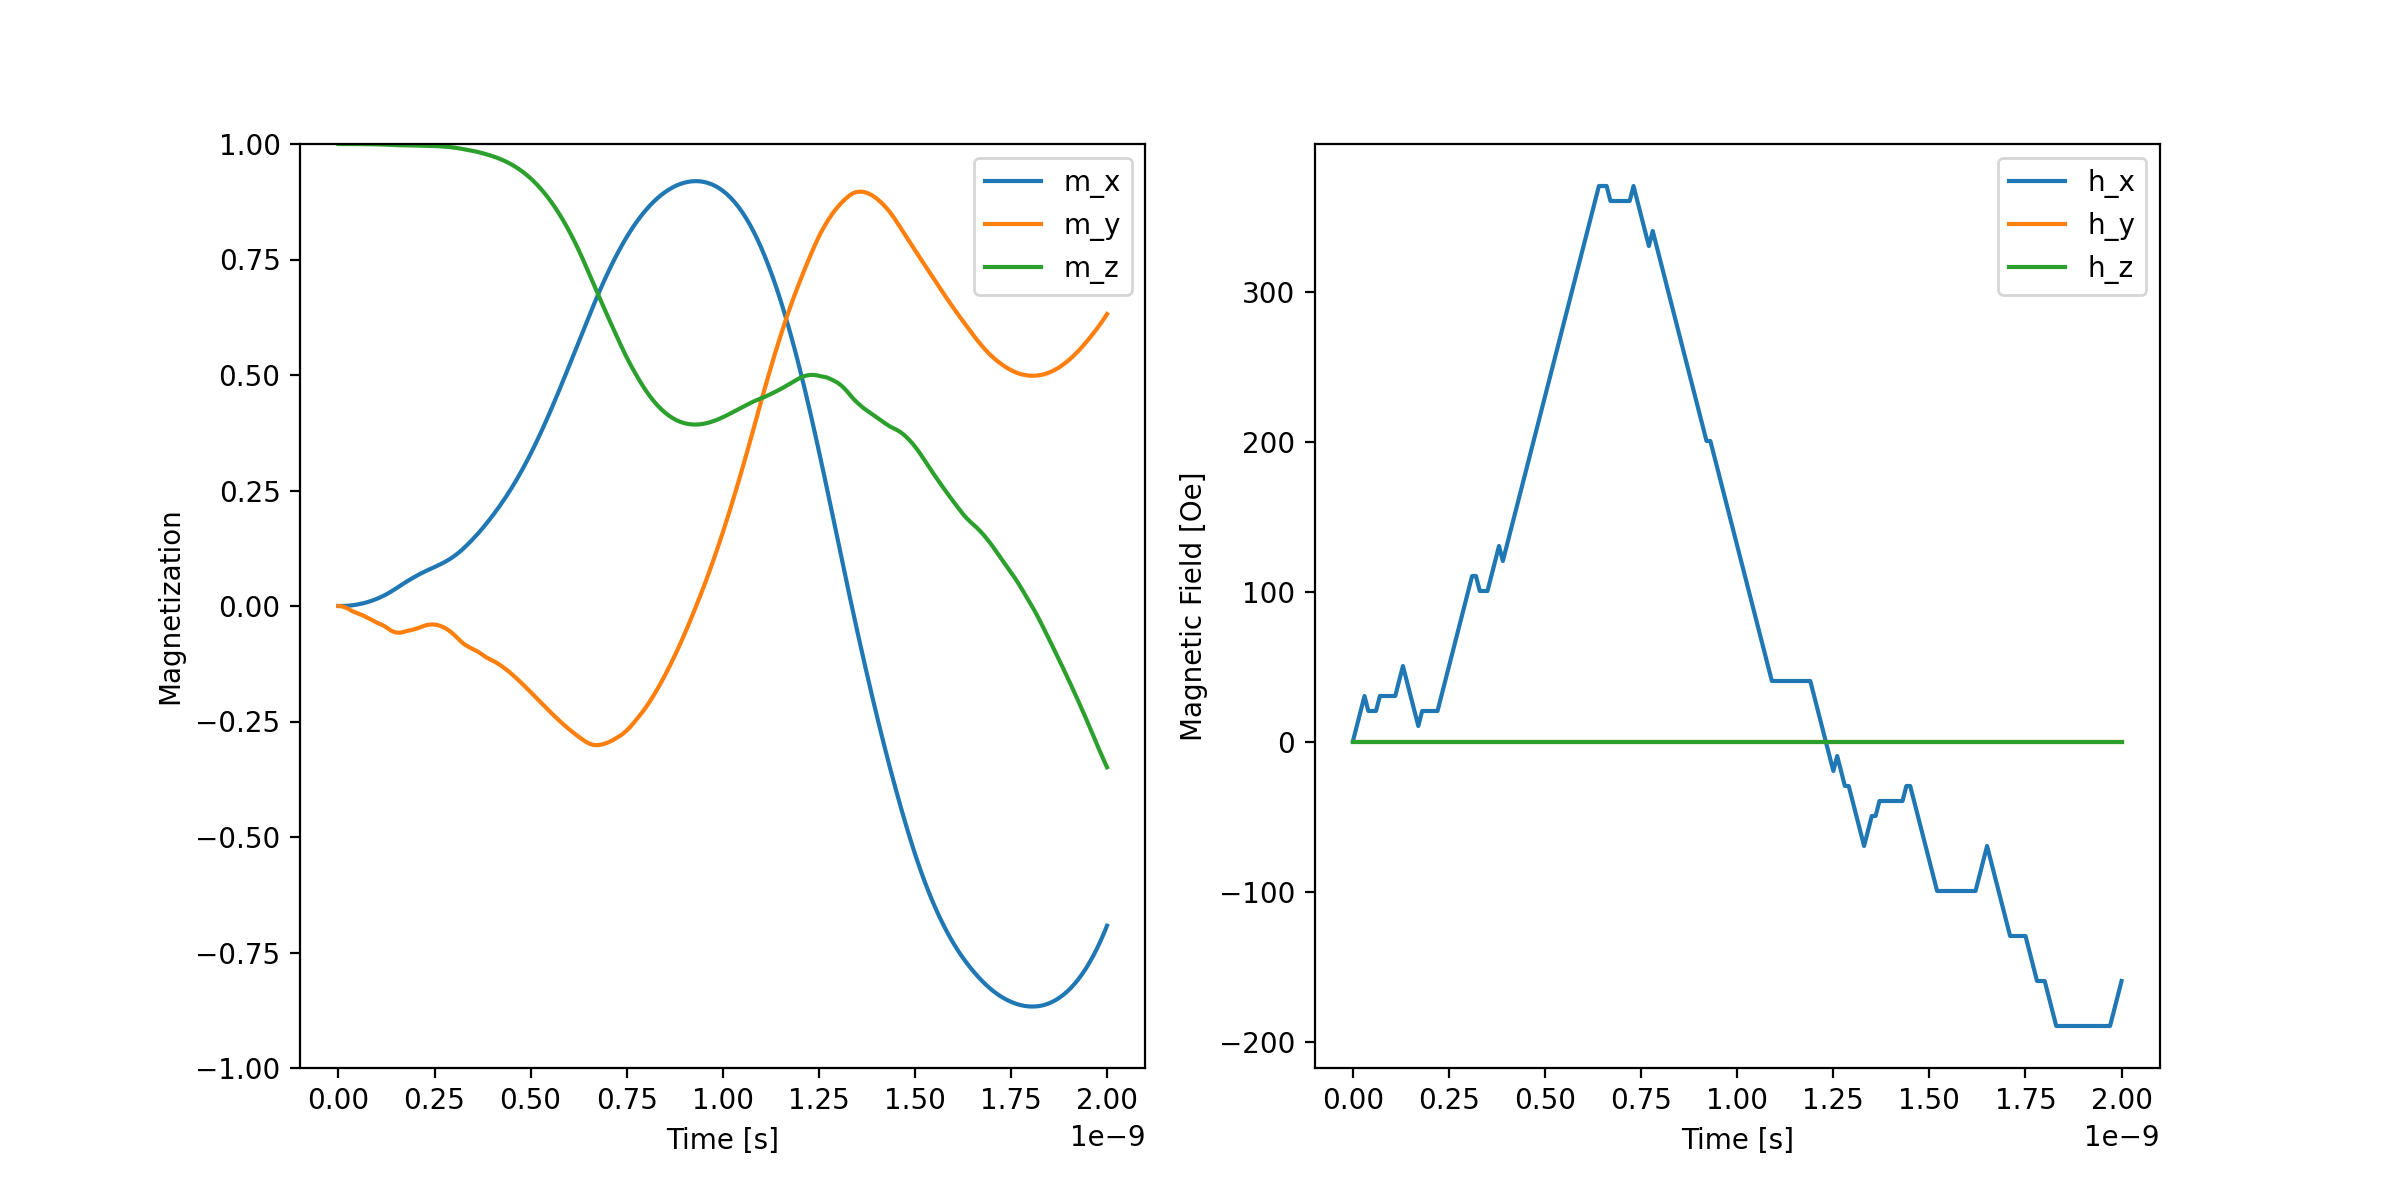 1.00
0.75
0.50
0.25
0.00
−0.25
−0.50
−0.75
−1.00
Magnetization
0.00 0.25 0.50 0.75 1.00 1.25 1.50 1.75 2.00
Time [s]
1e−9
m_x
m_y
m_z
300
200
100
0
−100
−200
Magnetic Field [Oe]
0.00 0.25 0.50 0.75 1.00 1.25 1.50 1.75 2.00
Time [s]
1e−9
h_x
h_y
h_z